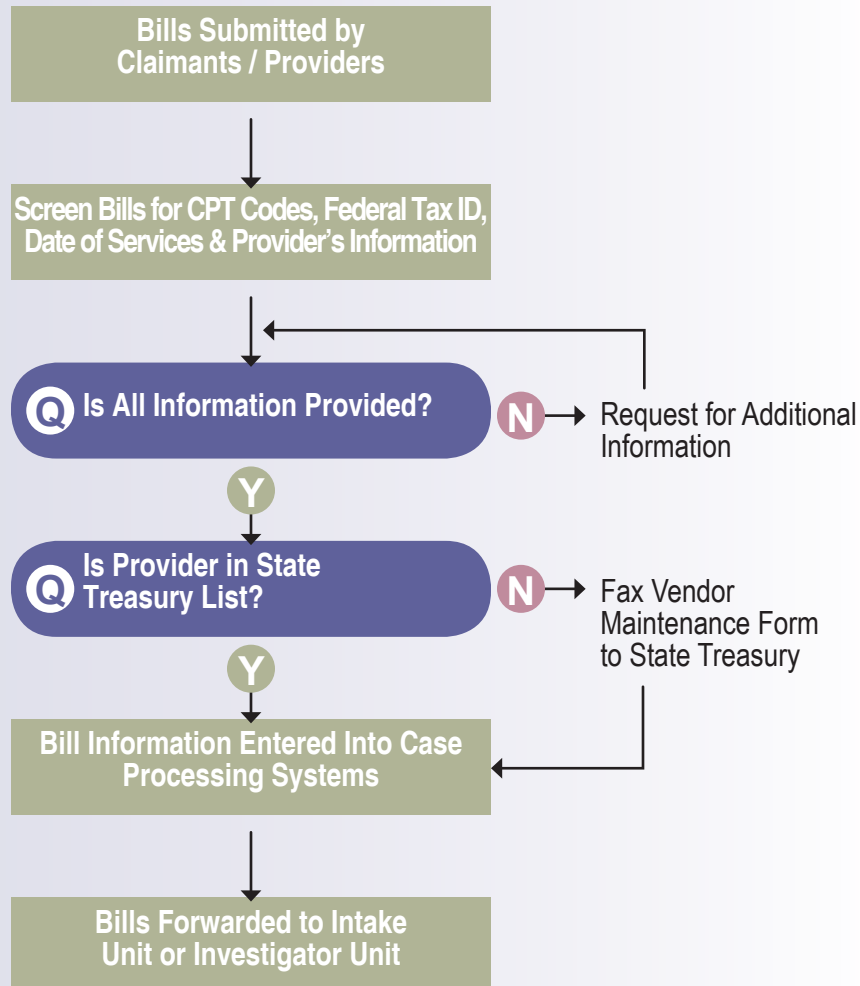 Bills Submitted by
Claimants / Providers
Screen Bills for CPT Codes, Federal Tax ID,
Date of Services & Provider's Information
Q Is All Information Provided?
N
Request for Additional
Information
Y
Q Is Provider in State
Treasury List?
N
Fax Vendor
Maintenance Form
to State Treasury
Y
Bill Information Entered Into Case
Processing Systems
Bills Forwarded to Intake
Unit or Investigator Unit